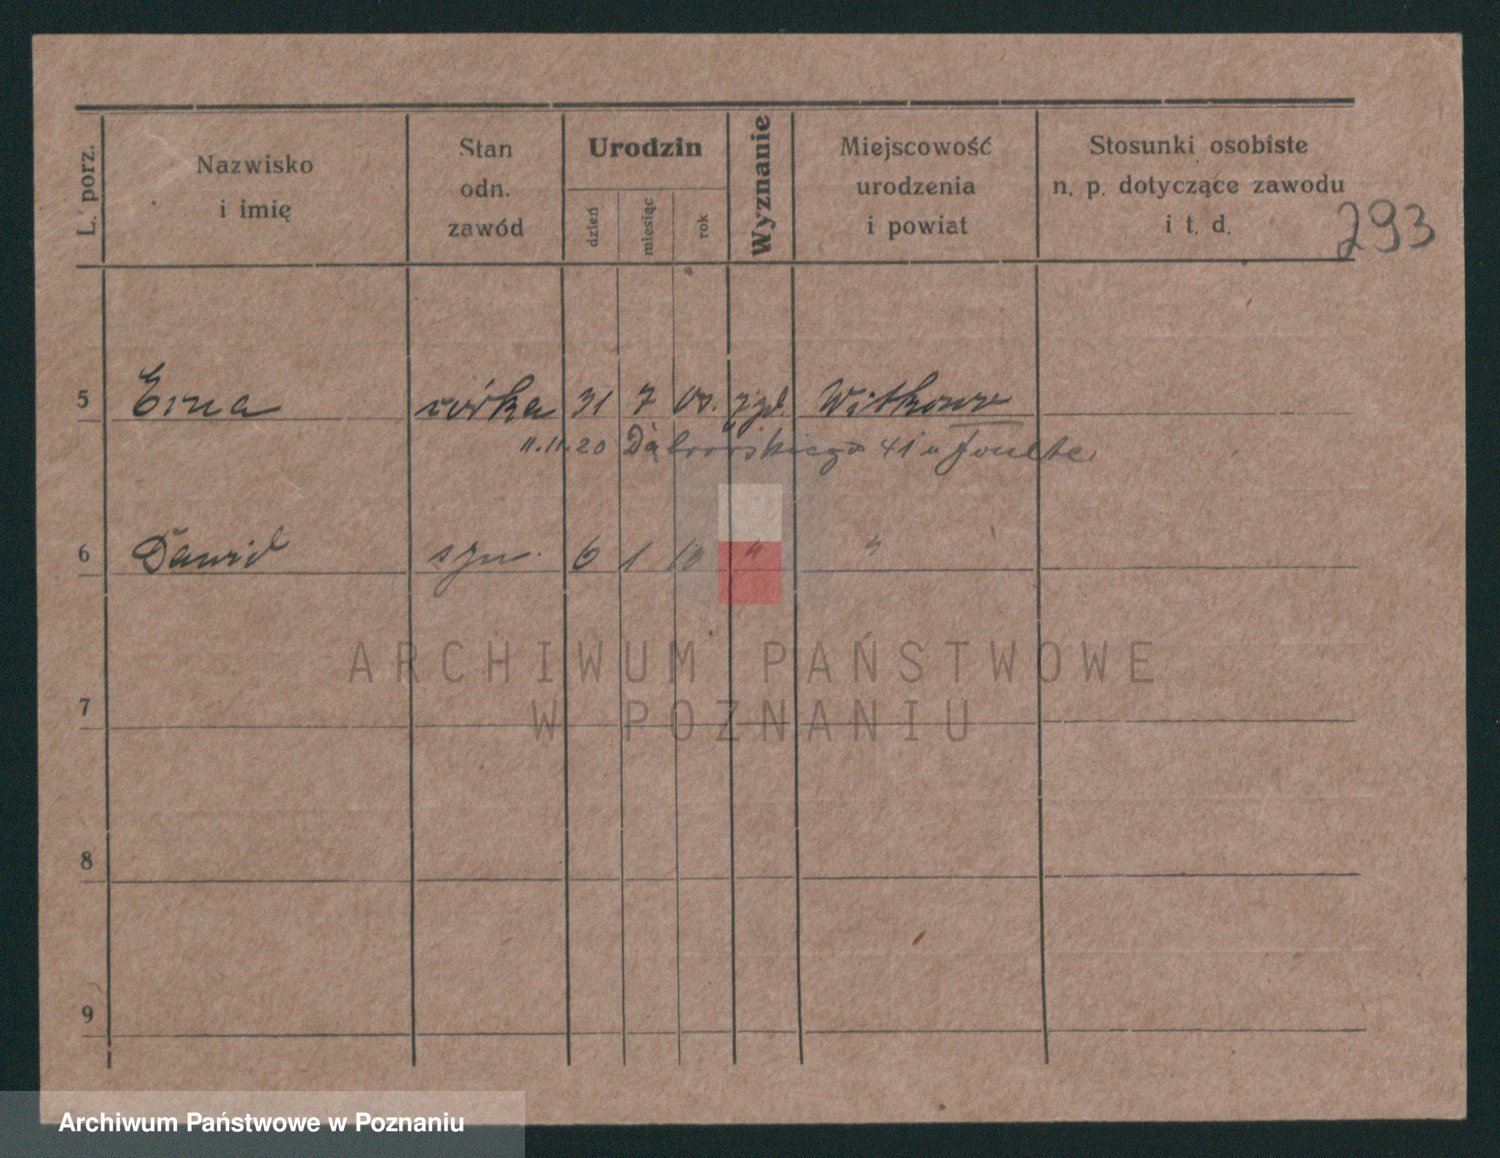 L. porz.
Nazwisko
i imię
Stan
odn.
zawód
Urodzin
dzień
miesiąc
rok
Wyznanie
Miejscowość
urodzenia
i powiat
Stosunki osobiste
n. p. dotyczące zawodu
i t. d.
293
5 Erna córka 31 7 Witkowo
11.11.20 Dąbrowskiego 41 u
6 Dawid syn. 6 1 10 " "
ARCHIWUM PAŃSTWOWE
W POZNANIU
7
8
9
Archiwum Państwowe w Poznaniu